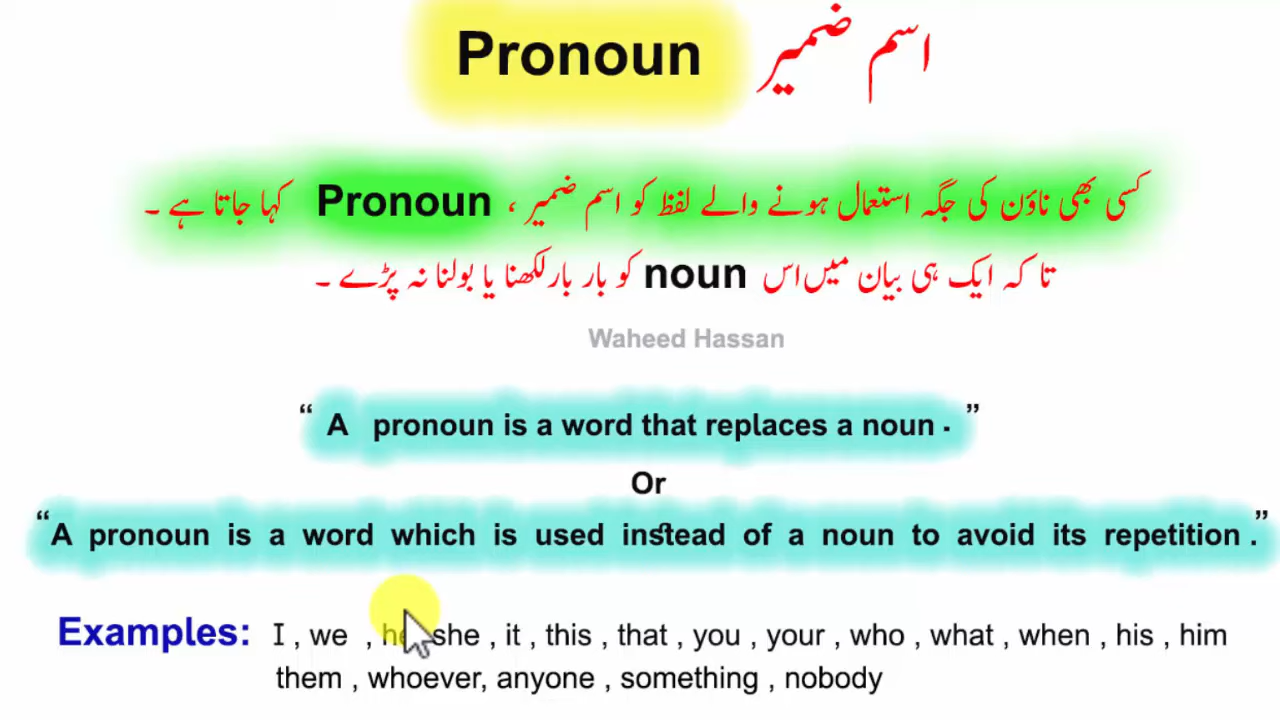 Pronoun اسم ضمیر
کسی بھی ناؤن کی جگہ استعمال ہونے والے لفظ کو اسم ضمیر ، Pronoun کہا جاتا ہے ۔
تا کہ ایک ہی بیان میں اس noun کو بار بار لکھنا یا بولنا نہ پڑے ۔
Waheed Hassan
“ A pronoun is a word that replaces a noun . ”
Or
“A pronoun is a word which is used instead of a noun to avoid its repetition .”
Examples: I , we , he she , it , this , that , you , your , who , what , when , his , him
them , whoever, anyone , something , nobody